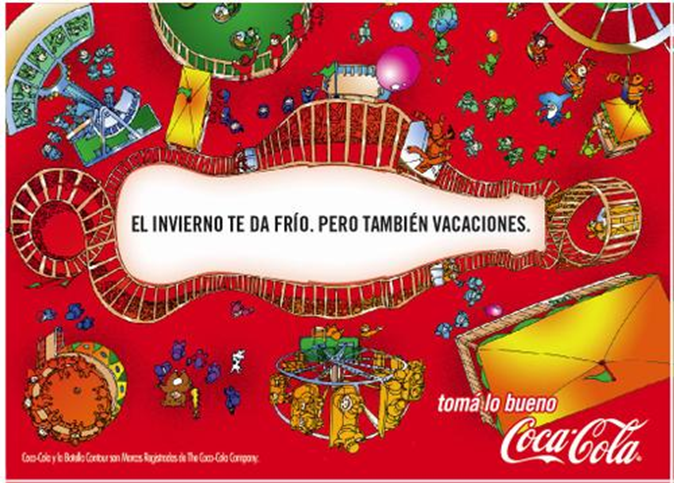 EL INVIERNO TE DA FRÍO. PERO TAMBIÉN VACACIONES.
tomá lo bueno
Coca-Cola
Coca-Cola y la Botella Contour son Marcas Registradas de The Coca-Cola Company.